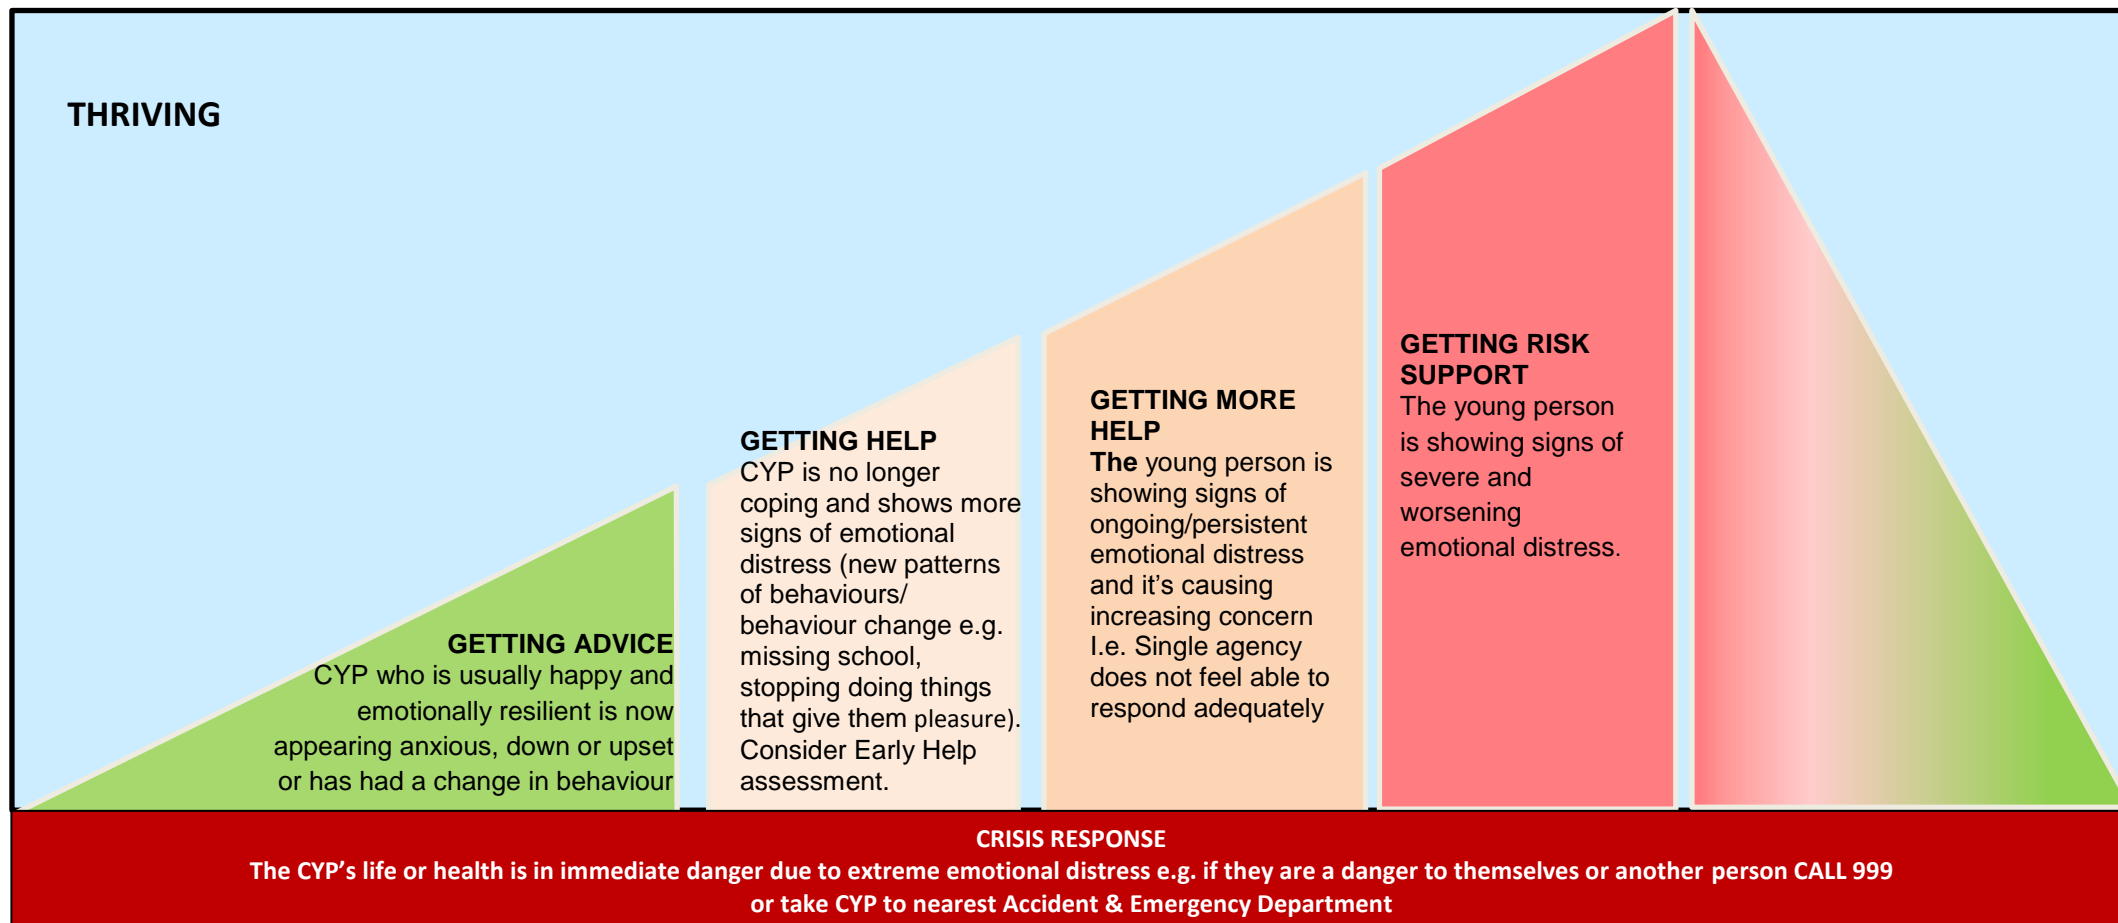 THRIVING
GETTING ADVICE
CYP who is usually happy and
emotionally resilient is now
appearing anxious, down or upset
or has had a change in behaviour
GETTING HELP
CYP is no longer
coping and shows more
signs of emotional
distress (new patterns
of behaviours/
behaviour change e.g.
missing school,
stopping doing things
that give them pleasure).
Consider Early Help
assessment.
GETTING MORE
HELP
The young person is
showing signs of
ongoing/persistent
emotional distress
and it’s causing
increasing concern
I.e. Single agency
does not feel able to
respond adequately
GETTING RISK
SUPPORT
The young person
is showing signs of
severe and
worsening
emotional distress.
CRISIS RESPONSE
The CYP’s life or health is in immediate danger due to extreme emotional distress e.g. if they are a danger to themselves or another person CALL 999
or take CYP to nearest Accident & Emergency Department